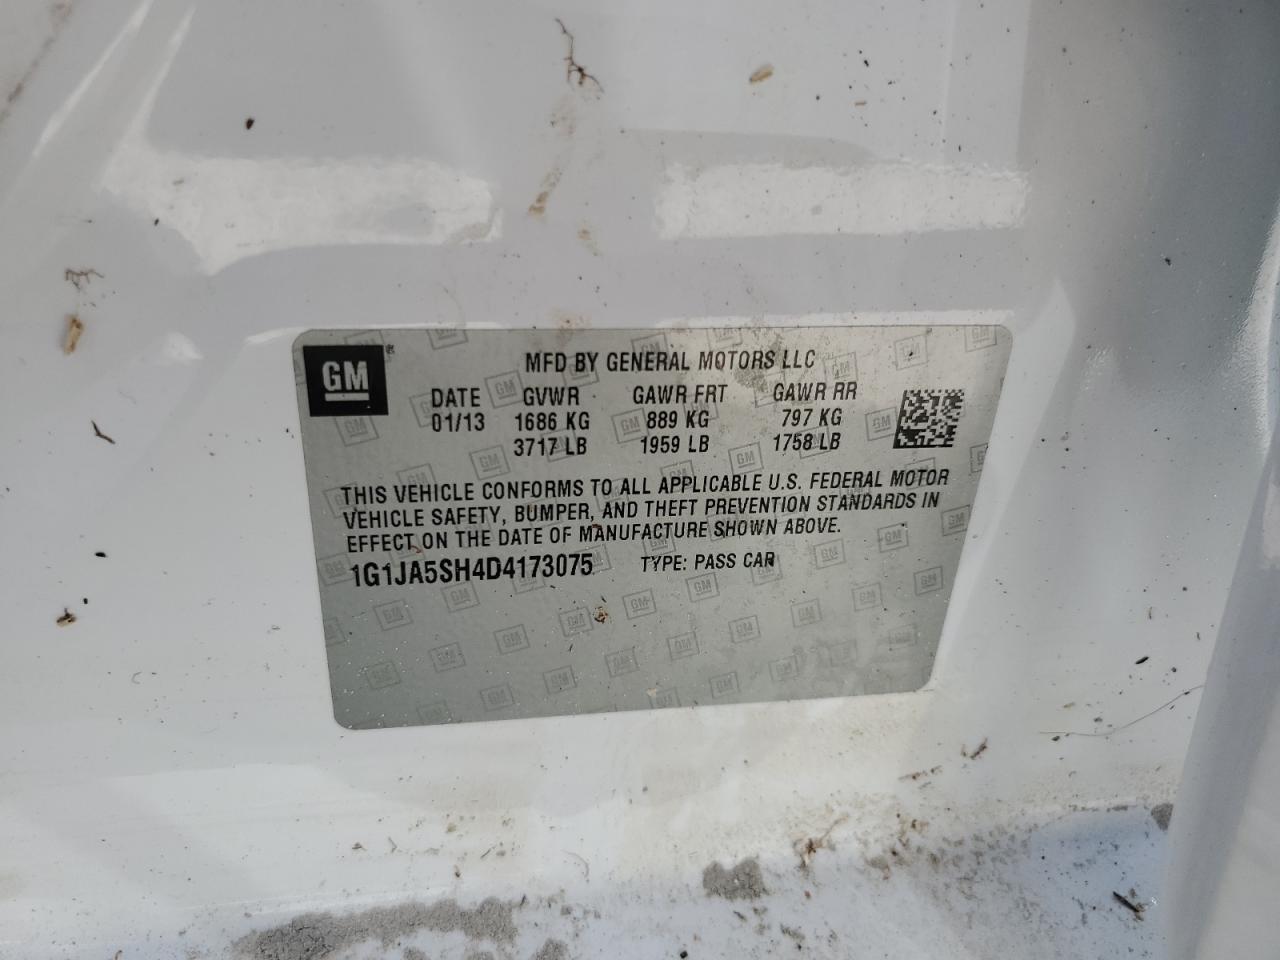 GM®
MFD BY GENERAL MOTORS LLC
DATE GVWR GAWR FRT GAWR RR
01/13 1686 KG 889 KG 797 KG
3717 LB 1959 LB 1758 LB
THIS VEHICLE CONFORMS TO ALL APPLICABLE U.S. FEDERAL MOTOR
VEHICLE SAFETY, BUMPER, AND THEFT PREVENTION STANDARDS IN
EFFECT ON THE DATE OF MANUFACTURE SHOWN ABOVE.
1G1JA5SH4D4173075 TYPE: PASS CAR